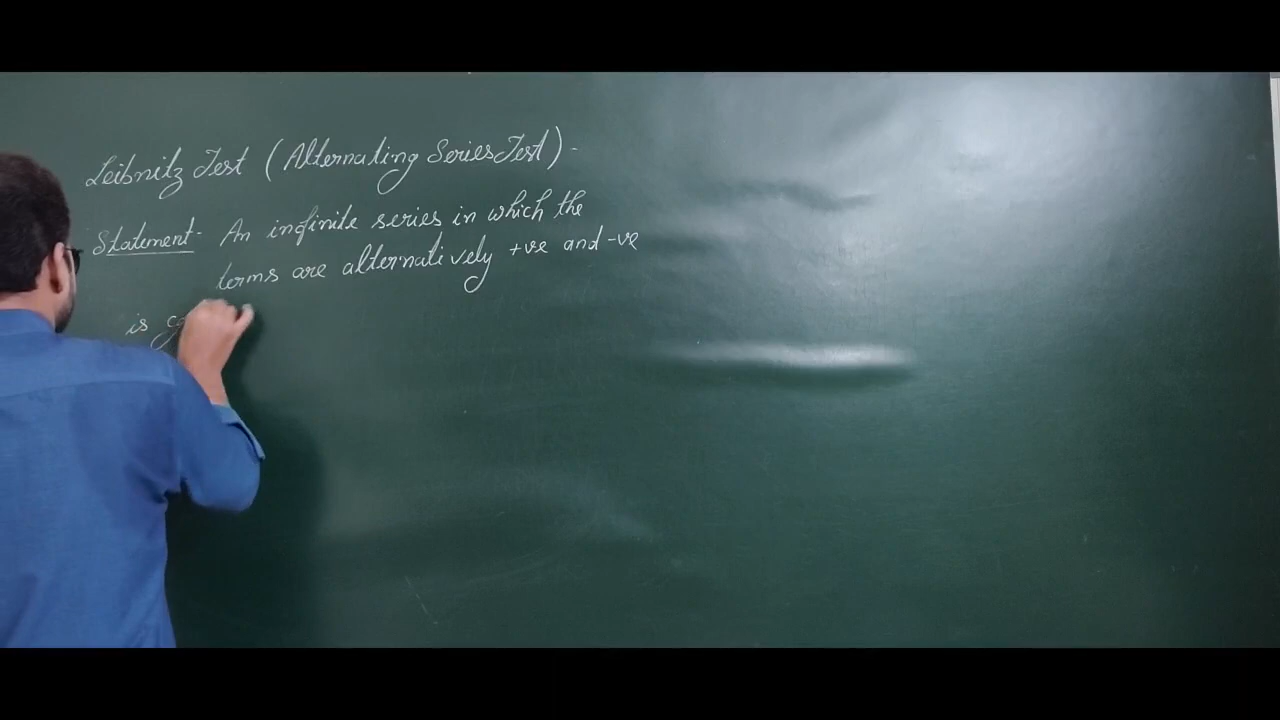 Leibnitz Test (Alternating Series Test) -
Statement - An infinite series in which the
terms are alternatively +ve and -ve
is